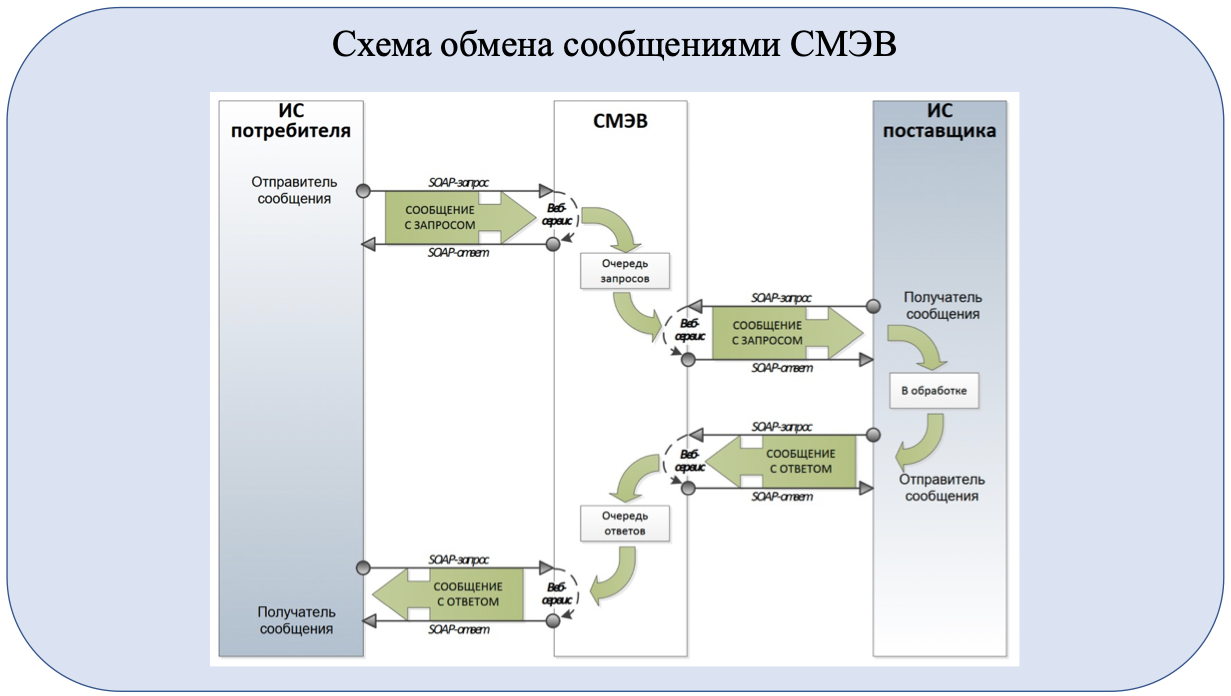 Схема обмена сообщениями СМЭВ
ИС
потребителя
СМЭВ
ИС
поставщика
Отправитель
сообщения
SOAP-запрос
СООБЩЕНИЕ
С ЗАПРОСОМ
Веб-
сервис
SOAP-ответ
Очередь
запросов
SOAP-запрос
Получатель
сообщения
Веб-
сервис
СООБЩЕНИЕ
С ЗАПРОСОМ
SOAP-ответ
В обработке
SOAP-запрос
Веб-
сервис
СООБЩЕНИЕ
С ОТВЕТОМ
Отправитель
сообщения
SOAP-ответ
Очередь
ответов
SOAP-запрос
СООБЩЕНИЕ
С ОТВЕТОМ
Веб-
сервис
Получатель
сообщения
SOAP-ответ